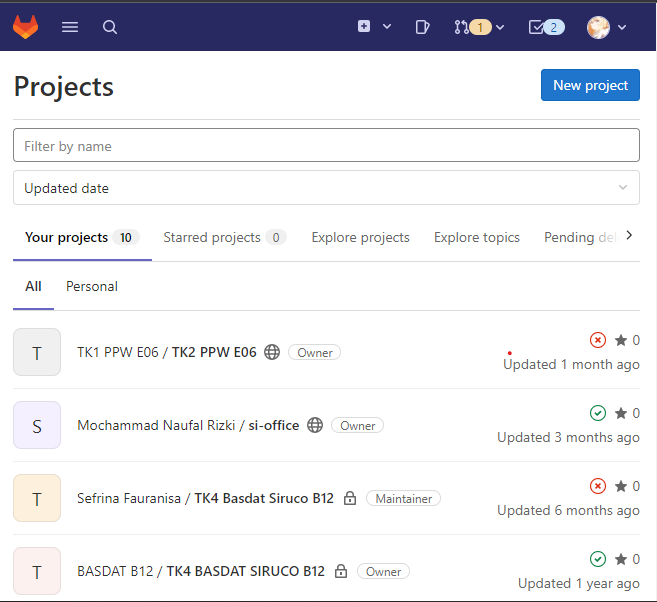 1
2
Projects
New project
Filter by name
Updated date
Your projects 10 Starred projects 0 Explore projects Explore topics Pending del
All Personal
T TK1 PPW E06 / TK2 PPW E06 Owner 0
Updated 1 month ago
S Mochammad Naufal Rizki / si-office Owner 0
Updated 3 months ago
T Sefrina Fauranisa / TK4 Basdat Siruco B12 Maintainer 0
Updated 6 months ago
T BASDAT B12 / TK4 BASDAT SIRUCO B12 Owner 0
Updated 1 year ago